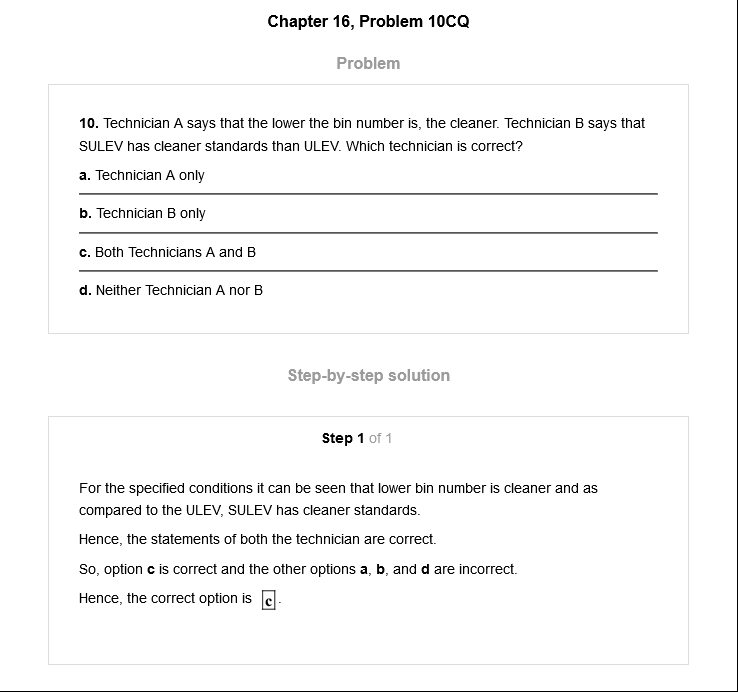 Chapter 16, Problem 10CQ
Problem
10. Technician A says that the lower the bin number is, the cleaner. Technician B says that
SULEV has cleaner standards than ULEV. Which technician is correct?
a. Technician A only
b. Technician B only
c. Both Technicians A and B
d. Neither Technician A nor B
Step-by-step solution
Step 1 of 1
For the specified conditions it can be seen that lower bin number is cleaner and as
compared to the ULEV, SULEV has cleaner standards.
Hence, the statements of both the technician are correct.
So, option c is correct and the other options a, b, and d are incorrect.
Hence, the correct option is c.